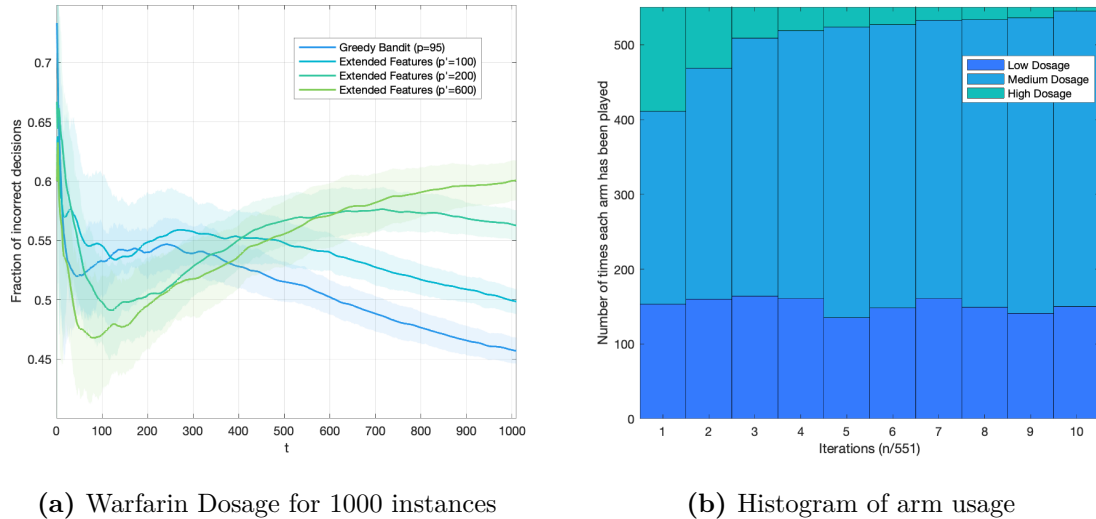 Fraction of incorrect decisions
0.7
0.65
0.6
0.55
0.5
0.45
0 100 200 300 400 500 600 700 800 900 1000
t
Greedy Bandit (p=95)
Extended Features (p'=100)
Extended Features (p'=200)
Extended Features (p'=600)
(a) Warfarin Dosage for 1000 instances
Number of times each arm has been played
500
400
300
200
100
0
1 2 3 4 5 6 7 8 9 10
Iterations (n/551)
Low Dosage
Medium Dosage
High Dosage
(b) Histogram of arm usage